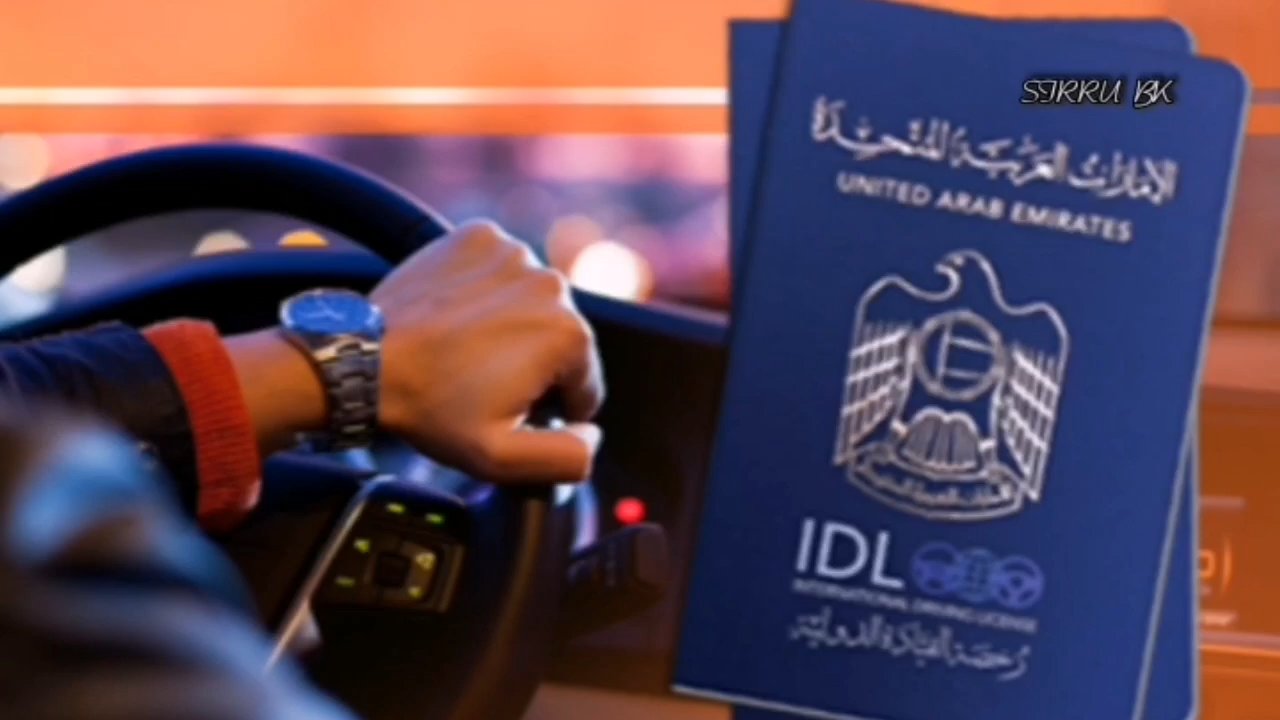 SIRRU BK
الإمارات العربية المتحدة
UNITED ARAB EMIRATES
IDL
INTERNATIONAL DRIVING LICENSE
رخصة القيادة الدولية